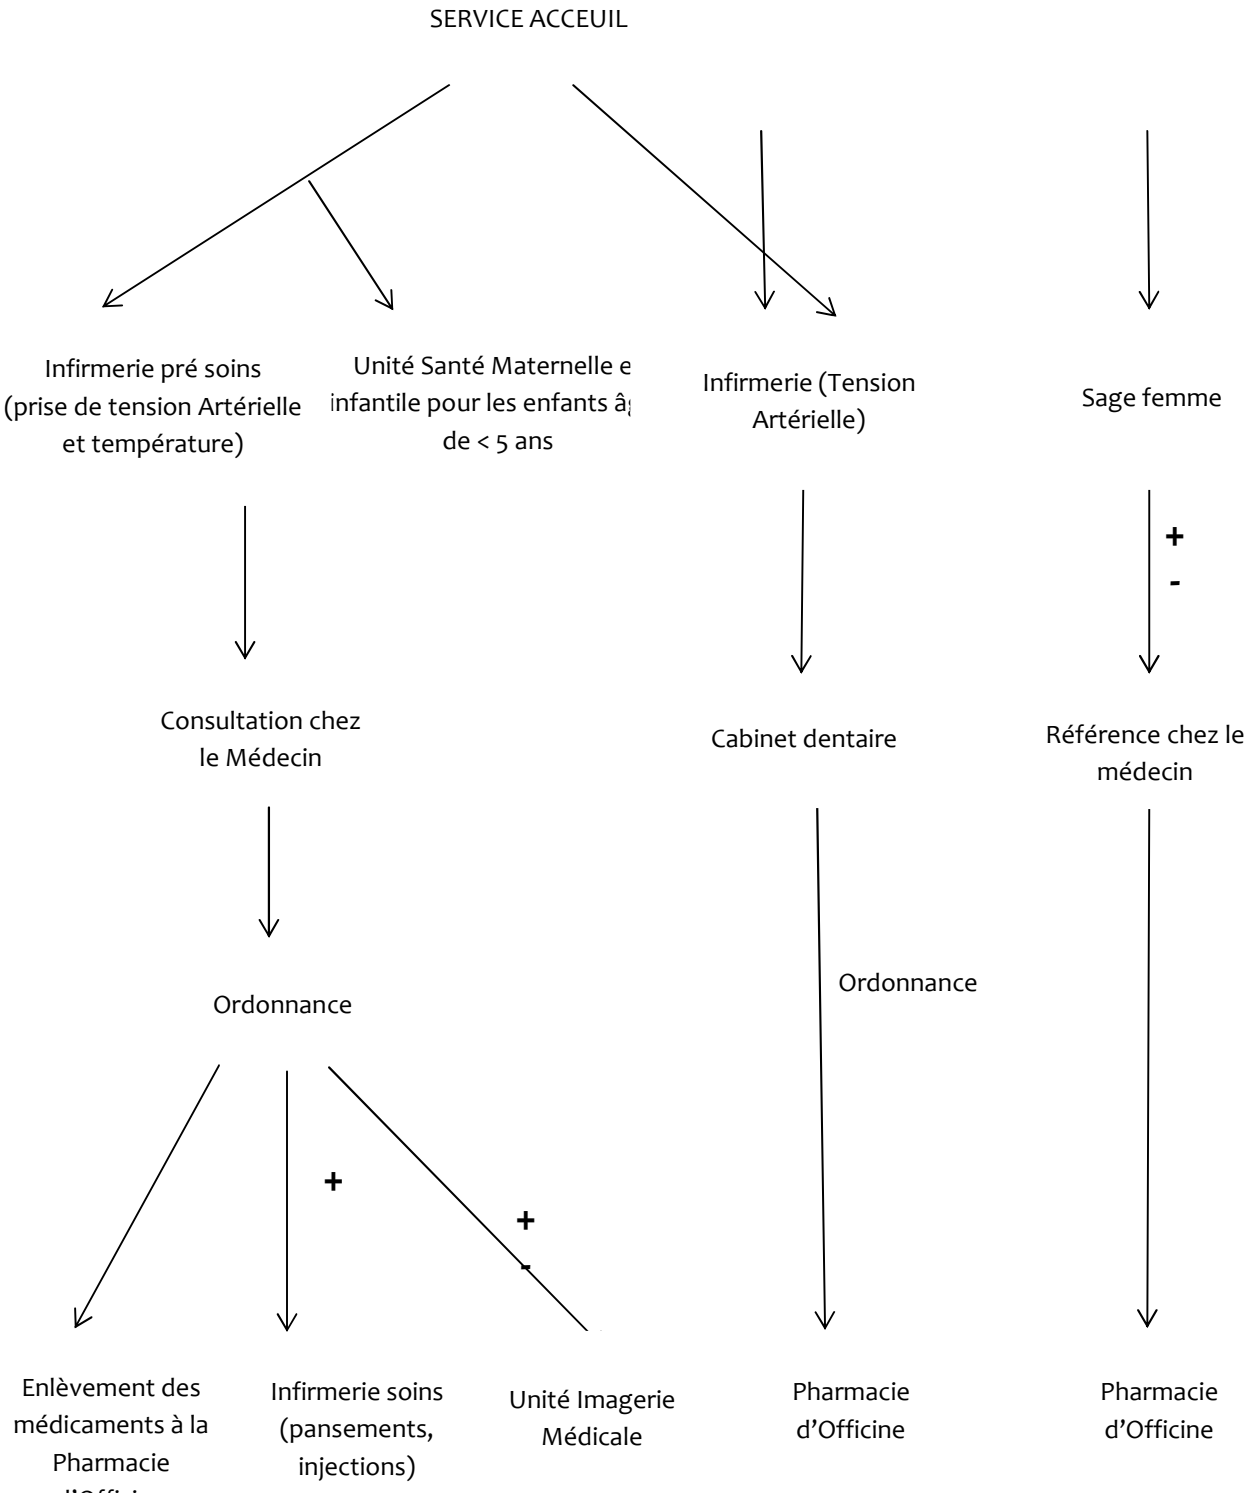 SERVICE ACCEUIL
Infirmerie pré soins
(prise de tension Artérielle
et température)
Unité Santé Maternelle e
infantile pour les enfants âg
de < 5 ans
Infirmerie (Tension
Artérielle)
Sage femme
+
-
Consultation chez
le Médecin
Cabinet dentaire
Référence chez le
médecin
Ordonnance
Ordonnance
+
+
-
Enlèvement des
médicaments à la
Pharmacie
d'Officine
Infirmerie soins
(pansements,
injections)
Unité Imagerie
Médicale
Pharmacie
d'Officine
Pharmacie
d'Officine